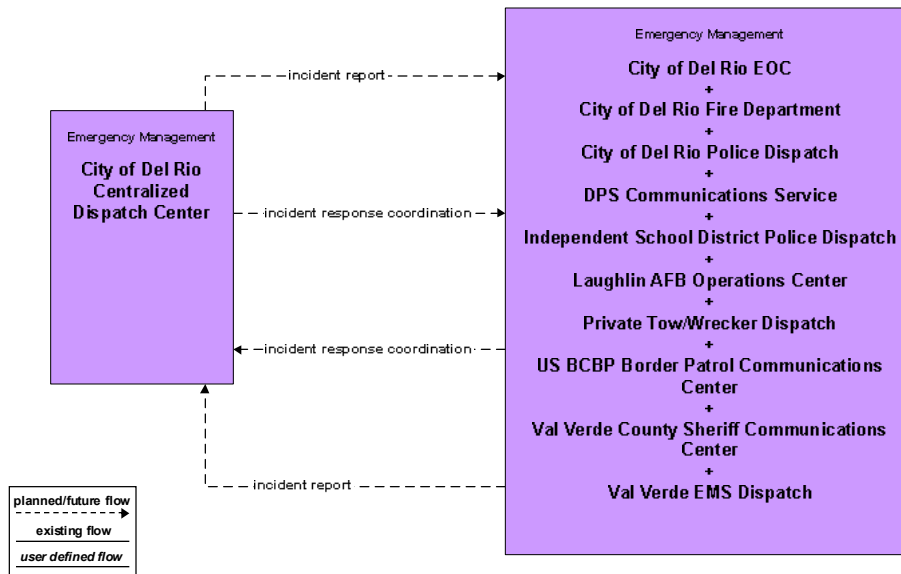 Emergency Management
City of Del Rio
Centralized
Dispatch Center
incident report
incident response coordination
incident response coordination
incident report
Emergency Management
City of Del Rio EOC
+
City of Del Rio Fire Department
+
City of Del Rio Police Dispatch
+
DPS Communications Service
+
Independent School District Police Dispatch
+
Laughlin AFB Operations Center
+
Private Tow/Wrecker Dispatch
+
US BCBP Border Patrol Communications
Center
+
Val Verde County Sheriff Communications
Center
+
Val Verde EMS Dispatch
planned/future flow
existing flow
user defined flow